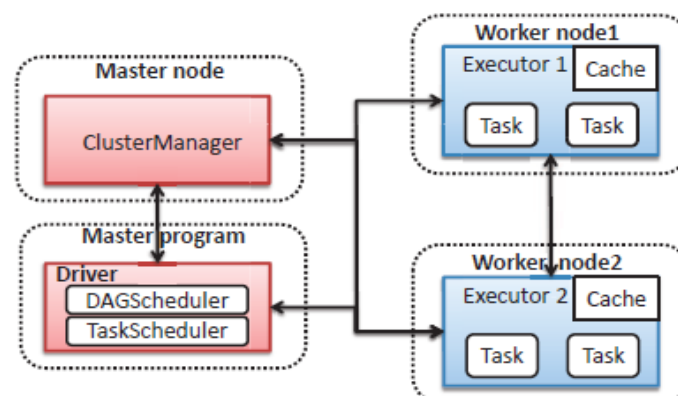 Master node
ClusterManager
Master program
Driver
DAGScheduler
TaskScheduler
Worker node1
Executor 1
Cache
Task
Task
Worker node2
Executor 2
Cache
Task
Task